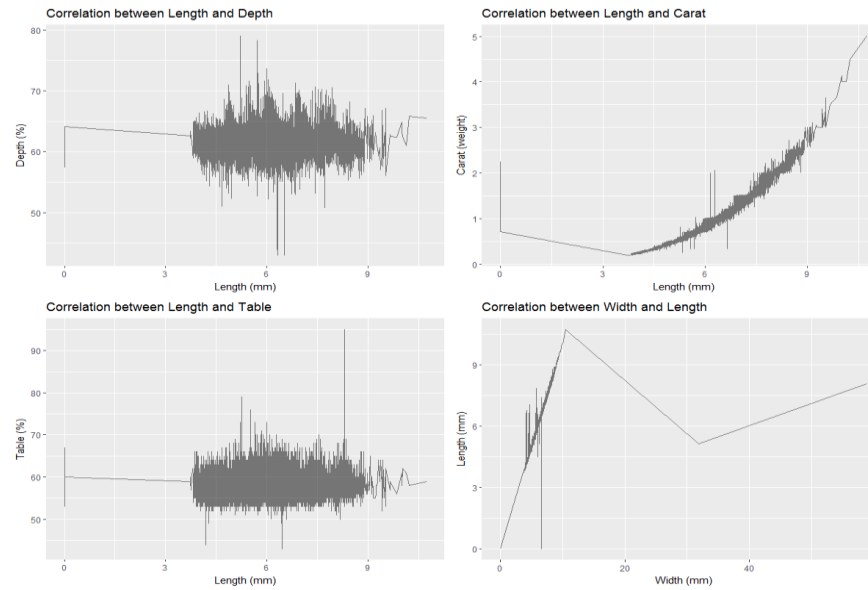 Correlation between Length and Depth
80
70
60
50
Depth (%)
0 3 6 9
Length (mm)
Correlation between Length and Carat
5
4
3
2
1
0
Carat (weight)
0 3 6 9
Length (mm)
Correlation between Length and Table
90
80
70
60
50
Table (%)
0 3 6 9
Length (mm)
Correlation between Width and Length
9
6
3
0
Length (mm)
0 20 40
Width (mm)